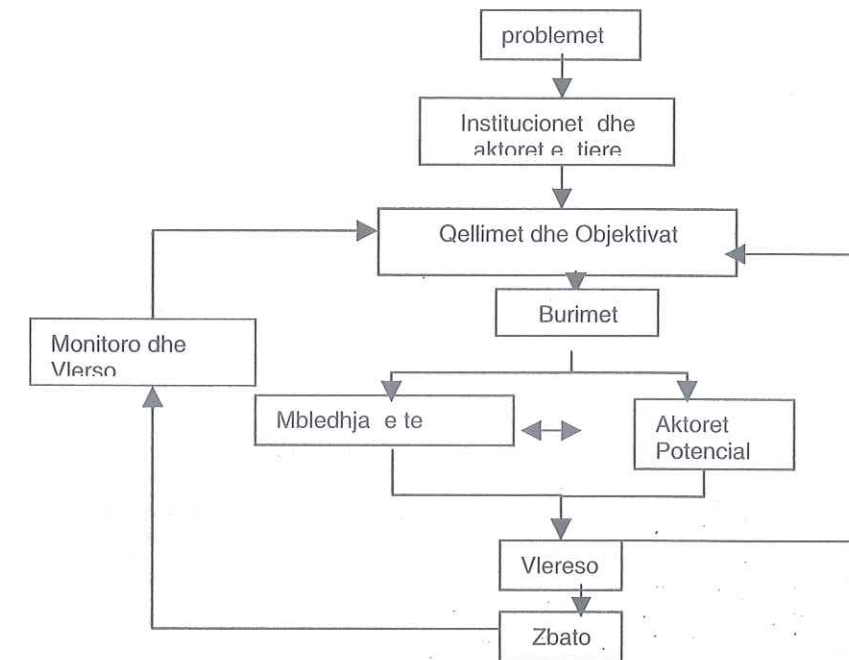 problemet
Institucionet dhe
aktoret e tjere
Qellimet dhe Objektivat
Burimet
Monitoro dhe
Vlerso
Mbledhja e te
Aktoret
Potencial
Vlereso
Zbato